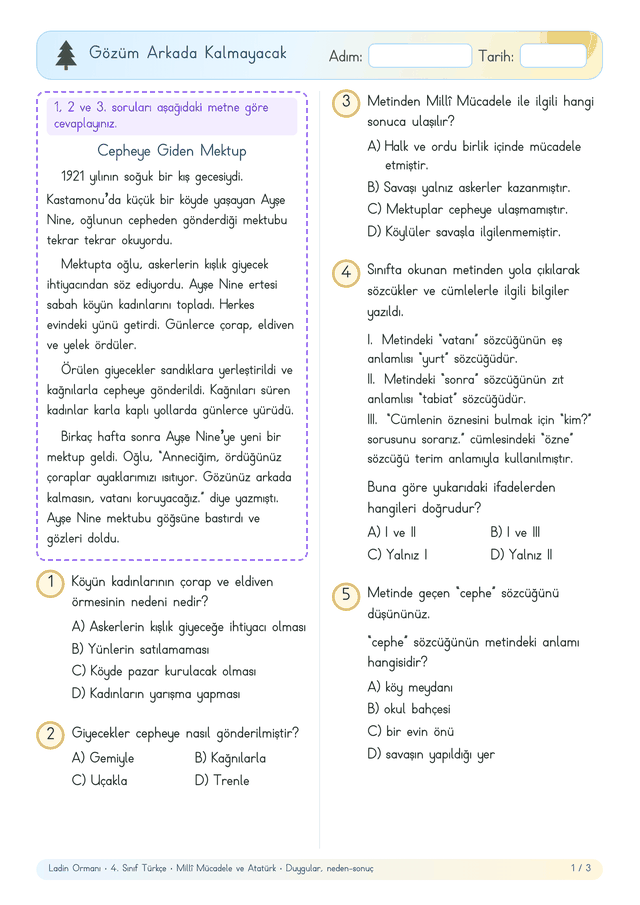 Gözüm Arkada Kalmayacak
Adım:
Tarih:
1, 2 ve 3. soruları aşağıdaki metne göre
cevaplayınız.
Cepheye Giden Mektup
1921 yılının soğuk bir kış gecesiydi.
Kastamonu'da küçük bir köyde yaşayan Ayşe
Nine, oğlunun cepheden gönderdiği mektubu
tekrar tekrar okuyordu.
Mektupta oğlu, askerlerin kışlık giyecek
ihtiyacından söz ediyordu. Ayşe Nine ertesi
sabah köyün kadınlarını topladı. Herkes
evindeki yünü getirdi. Günlerce çorap, eldiven
ve yelek ördüler.
Örülen giyecekler sandıklara yerleştirildi ve
kağnılarla cepheye gönderildi. Kağnıları süren
kadınlar karla kaplı yollarda günlerce yürüdü.
Birkaç hafta sonra Ayşe Nine'ye yeni bir
mektup geldi. Oğlu, "Anneciğim, ördüğünüz
çoraplar ayaklarımızı ısıtıyor. Gözünüz arkada
kalmasın, vatanı koruyacağız." diye yazmıştı.
Ayşe Nine mektubu göğsüne bastırdı ve
gözleri doldu.
1 Köyün kadınlarının çorap ve eldiven
örmesinin nedeni nedir?
A) Askerlerin kışlık giyeceğe ihtiyacı olması
B) Yünlerin satılamaması
C) Köyde pazar kurulacak olması
D) Kadınların yarışma yapması
2 Giyecekler cepheye nasıl gönderilmiştir?
A) Gemiyle B) Kağnılarla
C) Uçakla D) Trenle
3 Metinden Millî Mücadele ile ilgili hangi
sonuca ulaşılır?
A) Halk ve ordu birlik içinde mücadele
etmiştir.
B) Savaşı yalnız askerler kazanmıştır.
C) Mektuplar cepheye ulaşmamıştır.
D) Köylüler savaşla ilgilenmemiştir.
4 Sınıfta okunan metinden yola çıkılarak
sözcükler ve cümlelerle ilgili bilgiler
yazıldı.
I. Metindeki "vatanı" sözcüğünün eş
anlamlısı "yurt" sözcüğüdür.
II. Metindeki "sonra" sözcüğünün zıt
anlamlısı "tabiat" sözcüğüdür.
III. "Cümlenin öznesini bulmak için "kim?"
sorusunu sorarız." cümlesindeki "özne"
sözcüğü terim anlamıyla kullanılmıştır.
Buna göre yukarıdaki ifadelerden
hangileri doğrudur?
A) I ve II B) I ve III
C) Yalnız I D) Yalnız II
5 Metinde geçen "cephe" sözcüğünü
düşününüz.
"cephe" sözcüğünün metindeki anlamı
hangisidir?
A) köy meydanı
B) okul bahçesi
C) bir evin önü
D) savaşın yapıldığı yer
Ladin Ormanı • 4. Sınıf Türkçe • Millî Mücadele ve Atatürk • Duygular, neden-sonuç
1 / 3